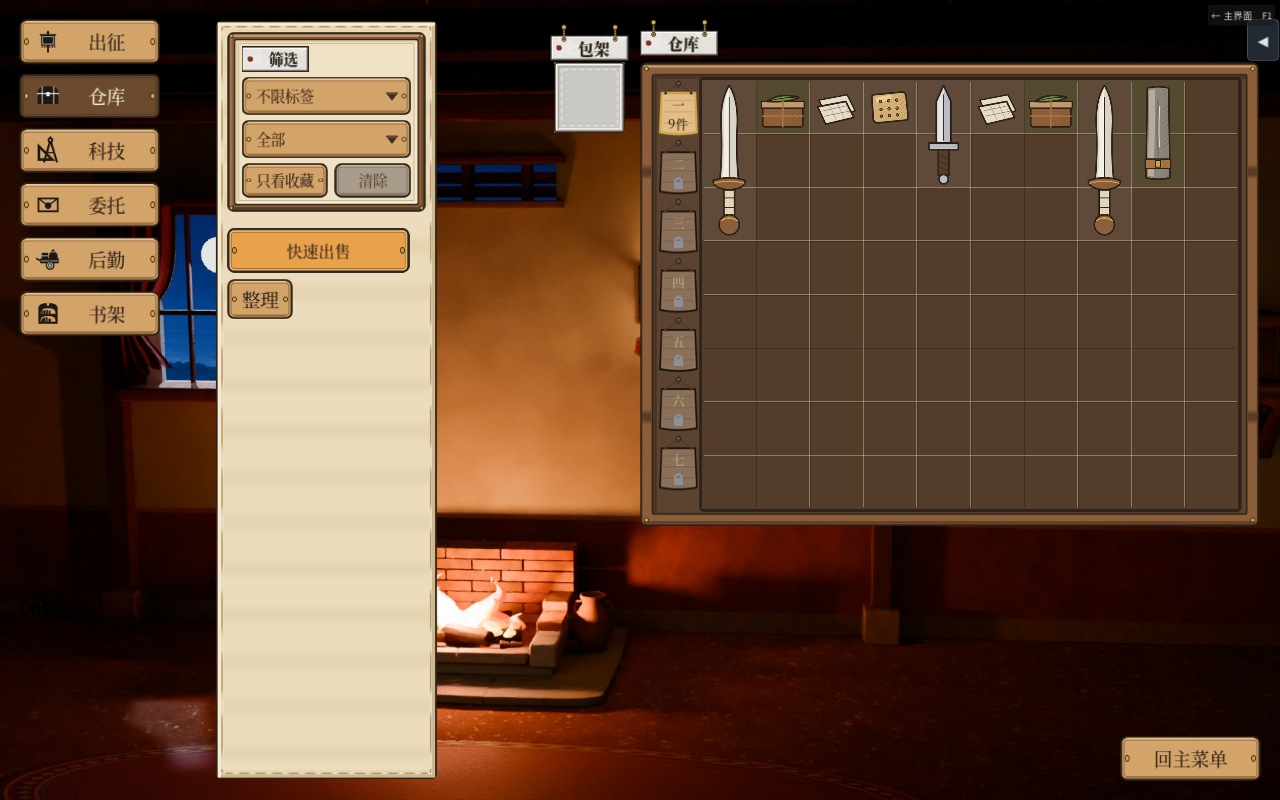 出征
仓库
科技
委托
后勤
书架
筛选
不限标签
全部
只看收藏
清除
快速出售
整理
包架
仓库
一
9件
二
三
四
五
六
七
← 主界面 F1
回主菜单